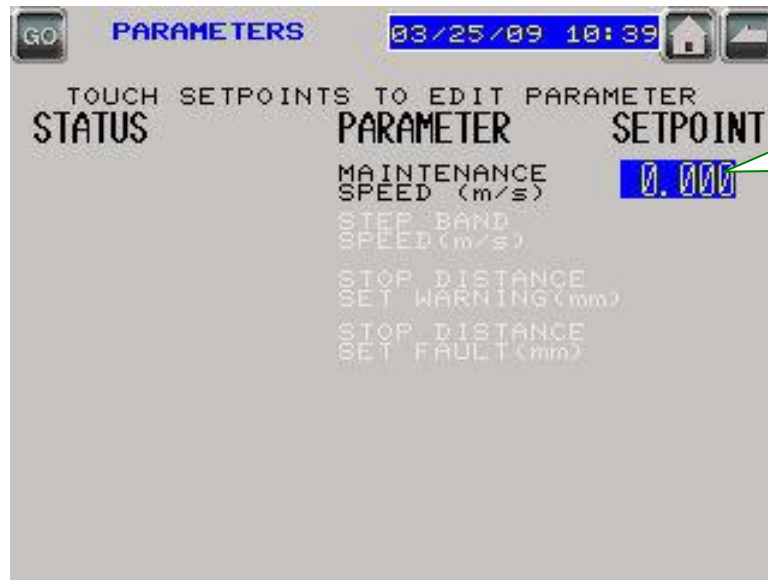 GO PARAMETERS 03/25/09 10:39
TOUCH SETPOINTS TO EDIT PARAMETER
STATUS PARAMETER SETPOINT
MAINTENANCE
SPEED (m/s) 0.000
STEP BAND
SPEED(m/s)
STOP DISTANCE
SET WARNING(mm)
STOP DISTANCE
SET FAULT(mm)